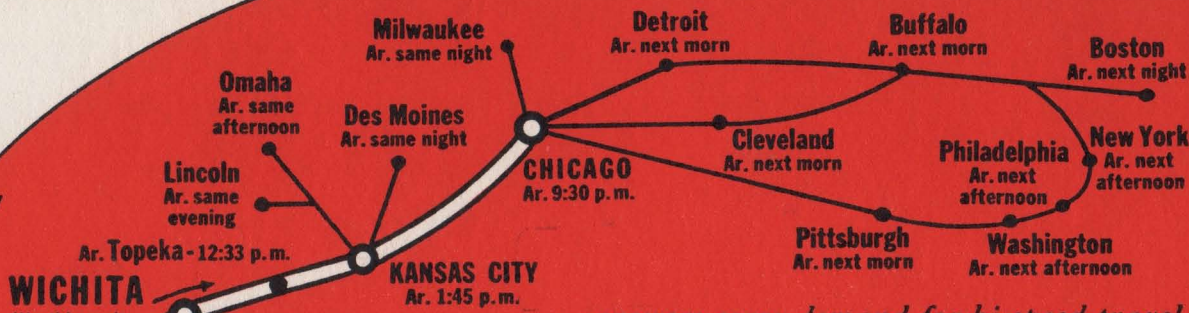 Milwaukee
Ar. same night
Detroit
Ar. next morn
Buffalo
Ar. next morn
Boston
Ar. next night
Omaha
Ar. same
afternoon
Des Moines
Ar. same night
Lincoln
Ar. same
evening
CHICAGO
Ar. 9:30 p.m.
Cleveland
Ar. next morn
Philadelphia
Ar. next
afternoon
New York
Ar. next
afternoon
Ar. Topeka-12:33 p.m.
WICHITA
KANSAS CITY
Ar. 1:45 p.m.
Pittsburgh
Ar. next morn
Washington
Ar. next afternoon